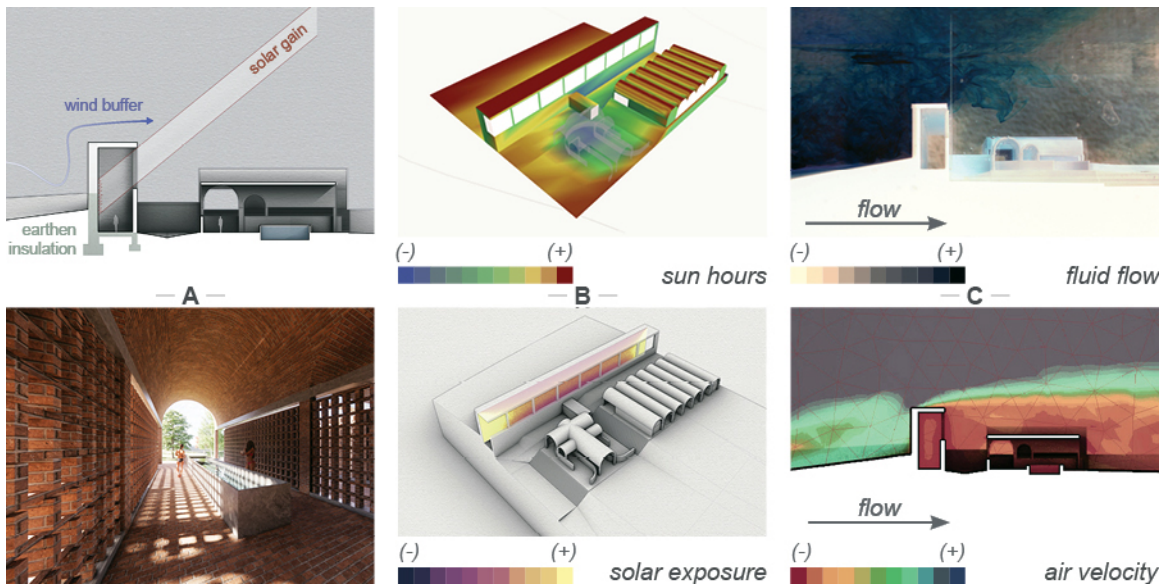 solar gain
wind buffer
earthen
insulation
flow
(-) (+)
sun hours
(-) (+)
fluid flow
A
B
C
flow
(-) (+)
solar exposure
(-) (+)
air velocity